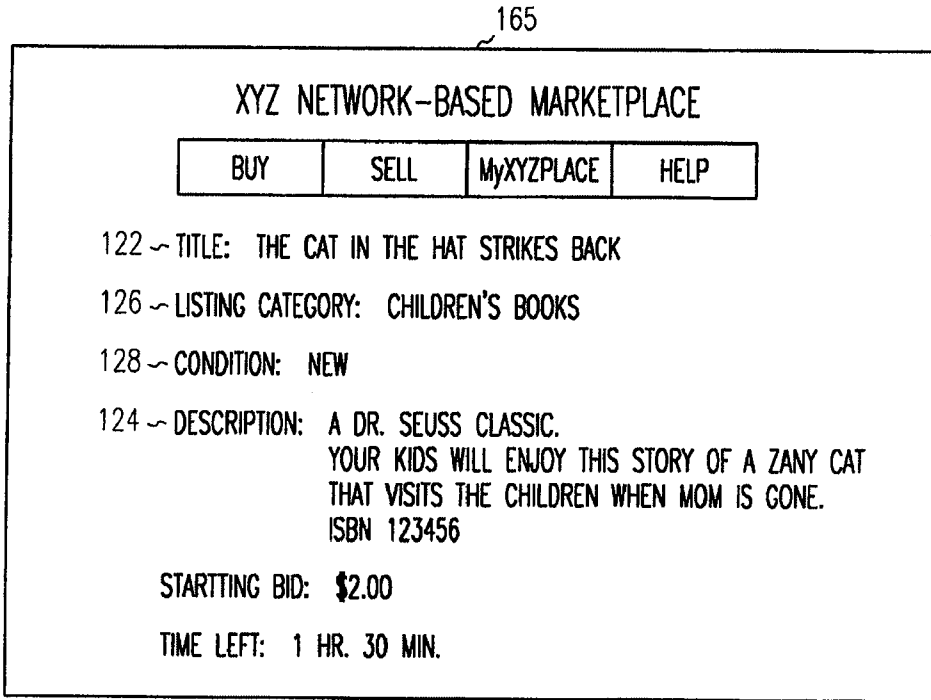 165
XYZ NETWORK-BASED MARKETPLACE
BUY SELL MyXYZPLACE HELP
122 ~ TITLE: THE CAT IN THE HAT STRIKES BACK
126 ~ LISTING CATEGORY: CHILDREN'S BOOKS
128 ~ CONDITION: NEW
124 ~ DESCRIPTION: A DR. SEUSS CLASSIC.
YOUR KIDS WILL ENJOY THIS STORY OF A ZANY CAT
THAT VISITS THE CHILDREN WHEN MOM IS GONE.
ISBN 123456
STARTTING BID: $2.00
TIME LEFT: 1 HR. 30 MIN.